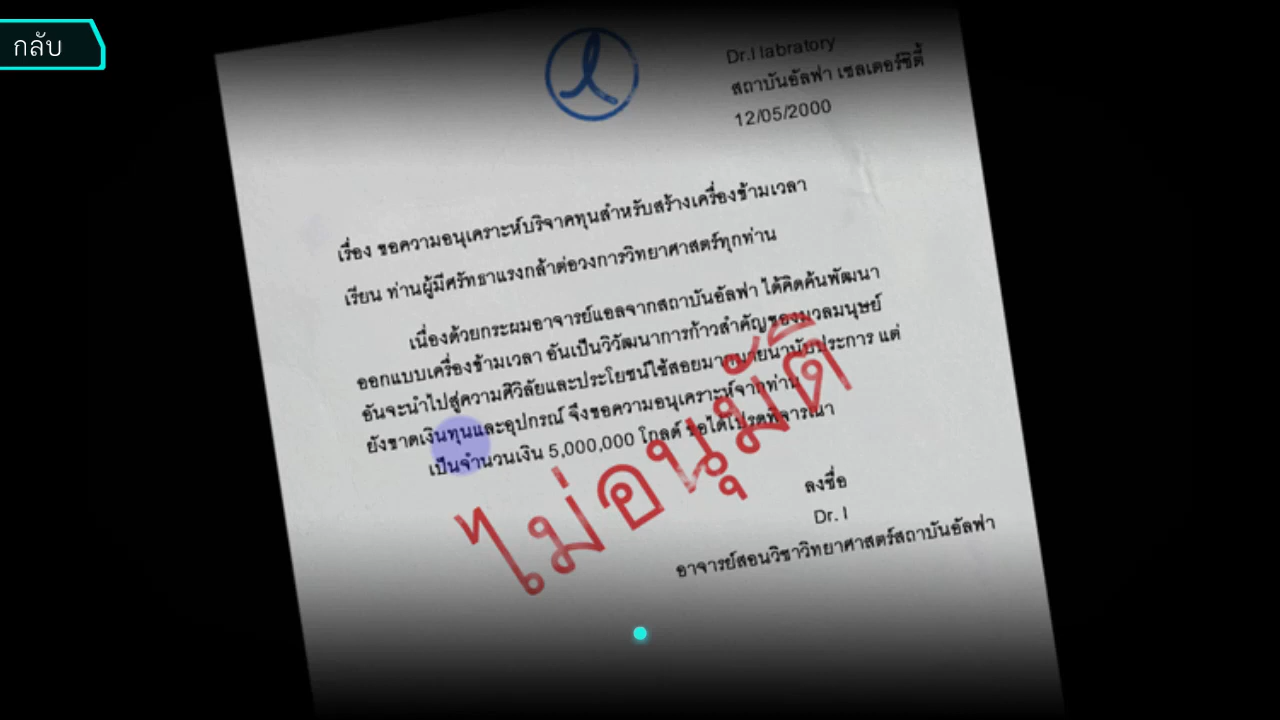 กลับ
Dr.l labratory
สถาบันอัลฟา เซลเตอร์ซิตี้
12/05/2000
เรื่อง ขอความอนุเคราะห์บริจาคทุนสำหรับสร้างเครื่องข้ามเวลา
เรียน ท่านผู้มีศรัทธาแรงกล้าต่อวงการวิทยาศาสตร์ทุกท่าน
เนื่องด้วยกระผมอาจารย์แอลจากสถาบันอัลฟา ได้คิดค้นพัฒนา
ออกแบบเครื่องข้ามเวลา อันเป็นวิวัฒนาการก้าวสำคัญของมวลมนุษย์
อันจะนำไปสู่ความศิวิลัยและประโยชน์ใช้สอยมากมายนานับประการ แต่
ยังขาดเงินทุนและอุปกรณ์ จึงขอความอนุเคราะห์จากท่าน
เป็นจำนวนเงิน 5,000,000 โกลด์ ขอได้โปรดพิจารณา
ไม่อนุมัติ
ลงชื่อ
Dr. l
อาจารย์สอนวิชาวิทยาศาสตร์สถาบันอัลฟา